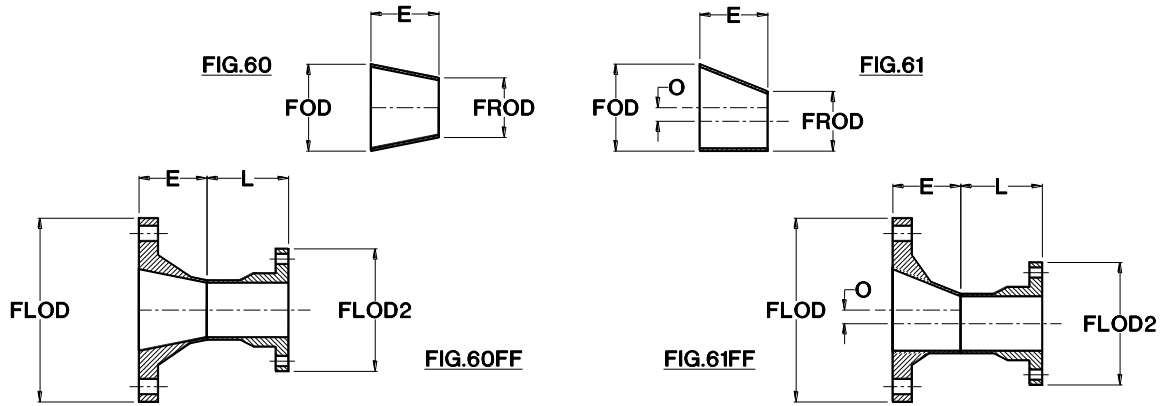 FIG.60
E
FOD
FROD
E
FIG.61
O
FOD
FROD
E
L
FLOD
FLOD2
FIG.60FF
E
L
O
FLOD
FLOD2
FIG.61FF